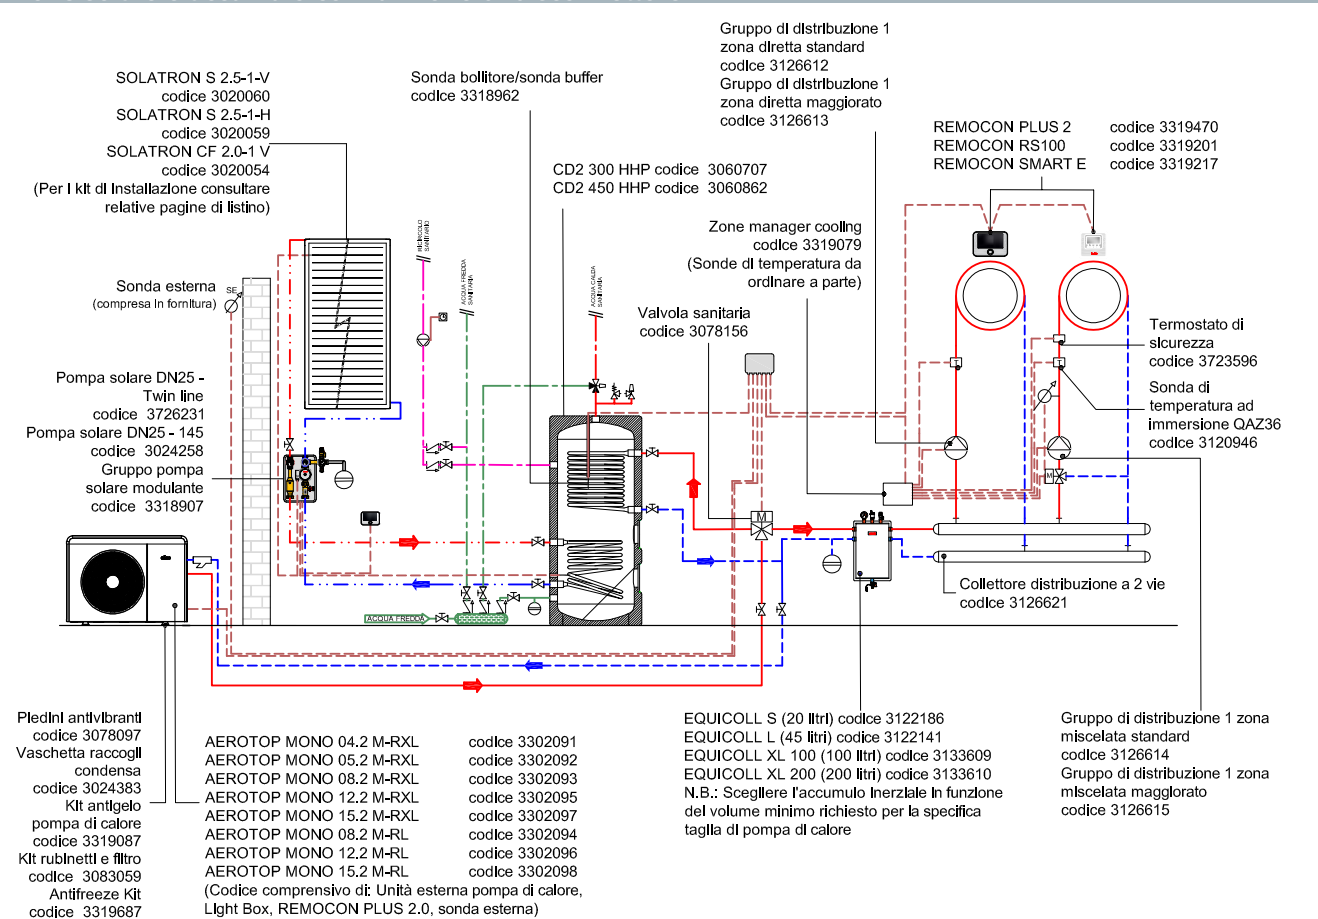 Gruppo di distribuzione 1
zona diretta standard
codice 3126612
Gruppo di distribuzione 1
zona diretta maggiorato
codice 3126613
SOLATRON S 2.5-1-V
codice 3020060
SOLATRON S 2.5-1-H
codice 3020059
SOLATRON CF 2.0-1 V
codice 3020054
(Per i kit di installazione consultare
relative pagine di listino)
Sonda bollitore/sonda buffer
codice 3318962
CD2 300 HHP codice 3060707
CD2 450 HHP codice 3060862
REMOCON PLUS 2 codice 3319470
REMOCON RS100 codice 3319201
REMOCON SMART E codice 3319217
Zone manager cooling
codice 3319079
(Sonde di temperatura da
ordinare a parte)
RICIRCOLO
SANITARIO
ACQUA FREDDA
SANITARIA
ACQUA CALDA
SANITARIA
Sonda esterna
(compresa in fornitura)
SE
Valvola sanitaria
codice 3078156
Termostato di
sicurezza
codice 3723596
Sonda di
temperatura ad
immersione QAZ36
codice 3120946
T
T
M
M
Pompa solare DN25 -
Twin line
codice 3726231
Pompa solare DN25 - 145
codice 3024258
Gruppo pompa
solare modulante
codice 3318907
Collettore distribuzione a 2 vie
codice 3126621
ACQUA FREDDA
Piedini antivibranti
codice 3078097
Vaschetta raccogli
condensa
codice 3024383
Kit antigelo
pompa di calore
codice 3319087
Kit rubinetti e filtro
codice 3083059
Antifreeze Kit
codice 3319687
AEROTOP MONO 04.2 M-RXL codice 3302091
AEROTOP MONO 05.2 M-RXL codice 3302092
AEROTOP MONO 08.2 M-RXL codice 3302093
AEROTOP MONO 12.2 M-RXL codice 3302095
AEROTOP MONO 15.2 M-RXL codice 3302097
AEROTOP MONO 08.2 M-RL codice 3302094
AEROTOP MONO 12.2 M-RL codice 3302096
AEROTOP MONO 15.2 M-RL codice 3302098
(Codice comprensivo di: Unità esterna pompa di calore,
Light Box, REMOCON PLUS 2.0, sonda esterna)
EQUICOLL S (20 litri) codice 3122186
EQUICOLL L (45 litri) codice 3122141
EQUICOLL XL 100 (100 litri) codice 3133609
EQUICOLL XL 200 (200 litri) codice 3133610
N.B.: Scegliere l'accumulo inerziale in funzione
del volume minimo richiesto per la specifica
taglia di pompa di calore
Gruppo di distribuzione 1 zona
miscelata standard
codice 3126614
Gruppo di distribuzione 1 zona
miscelata maggiorato
codice 3126615